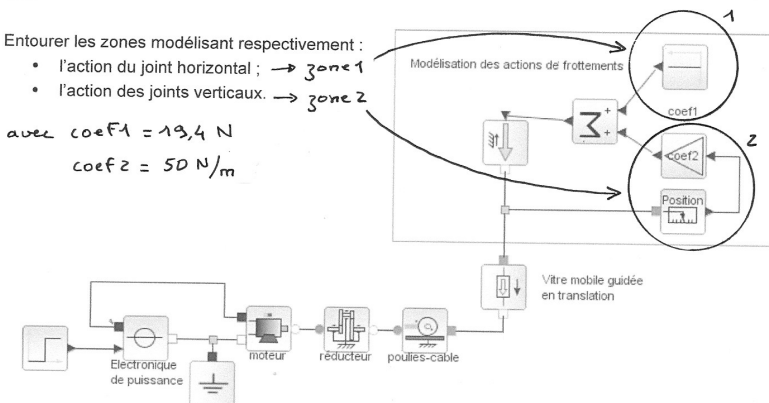 Entourer les zones modélisant respectivement :
• l'action du joint horizontal ; → zone 1
• l'action des joints verticaux. → zone 2
avec coef1 = 19,4 N
coef2 = 50 N/m
1
Modélisation des actions de frottements
coef1
Σ
+
+
2
coef2
Position
Vitre mobile guidée
en translation
Electronique
de puissance
moteur
réducteur
poulies-cable